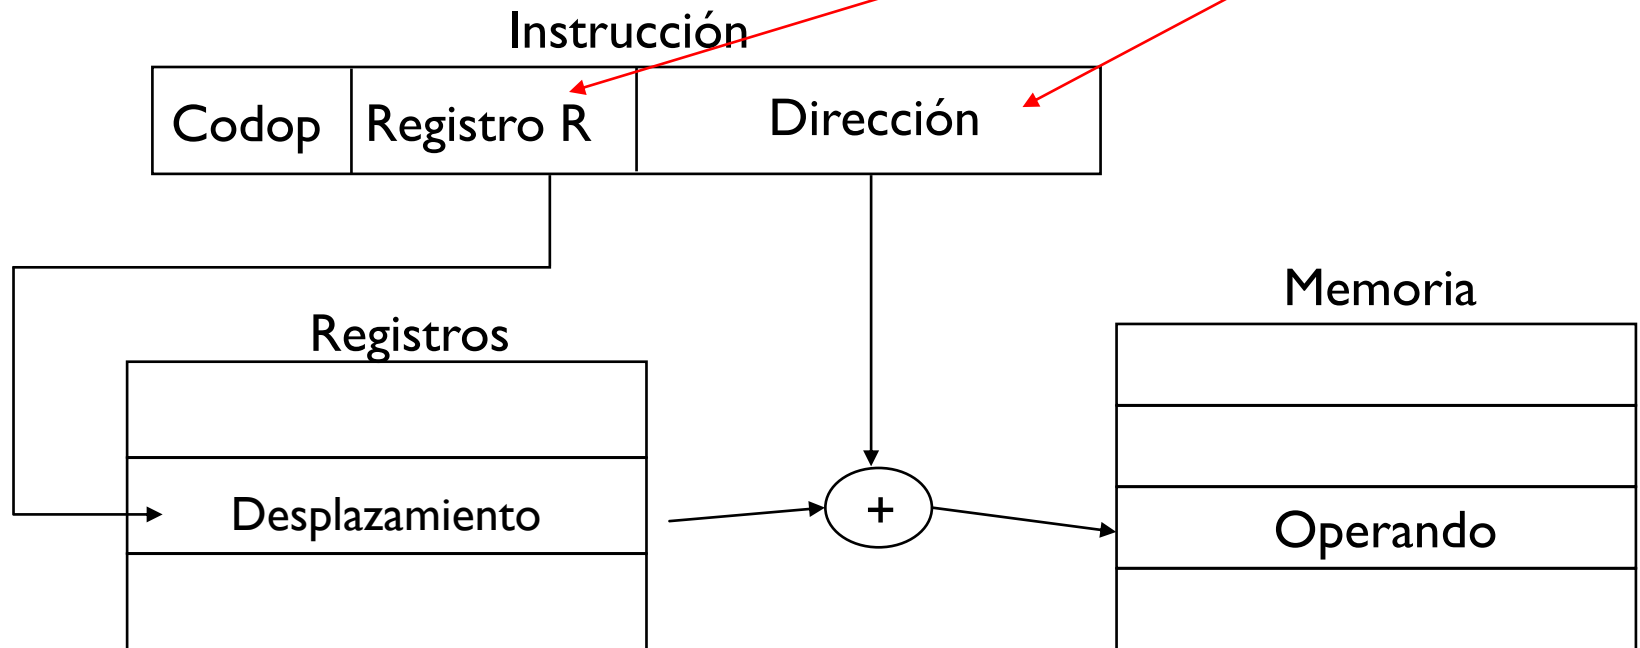 Instrucción
Codop
Registro R
Dirección
Memoria
Registros
Desplazamiento
+
Operando